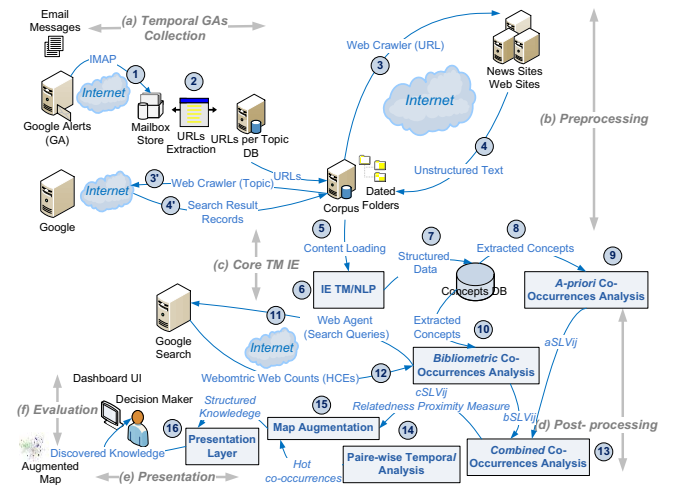 Email
Messages
(a) Temporal GAs
Collection
IMAP
1
2
Internet
Google Alerts
(GA)
Mailbox
Store
URLs
Extraction
URLs per Topic
DB
Web Crawler (URL)
3
Internet
News Sites
Web Sites
(b) Preprocessing
4
Unstructured Text
URLs
3'
Web Crawler (Topic)
Internet
4'
Search Result
Records
Google
Corpus
Dated
Folders
5
Content Loading
7
Structured
Data
8
Extracted Concepts
9
(c) Core TM IE
6
IE TM/NLP
Concepts DB
A-priori Co-
Occurrences Analysis
11
Google
Search
Web Agent
(Search Queries)
Internet
Extracted
Concepts
10
aSLVij
Bibliometric Co-
Occurrences Analysis
12
Webomtric Web Counts (HCEs)
cSLVij
Relatedness Proximity Measure
bSLVij
(d) Post- processing
Dashboard UI
Decision Maker
(f) Evaluation
Structured
Knowledege
15
Map Augmentation
16
Presentation
Layer
14
Discovered Knowledge
Augmented
Map
(e) Presentation
Hot
co-occurrences
Paire-wise Temporal
Analysis
Combined Co-
Occurrences Analysis
13